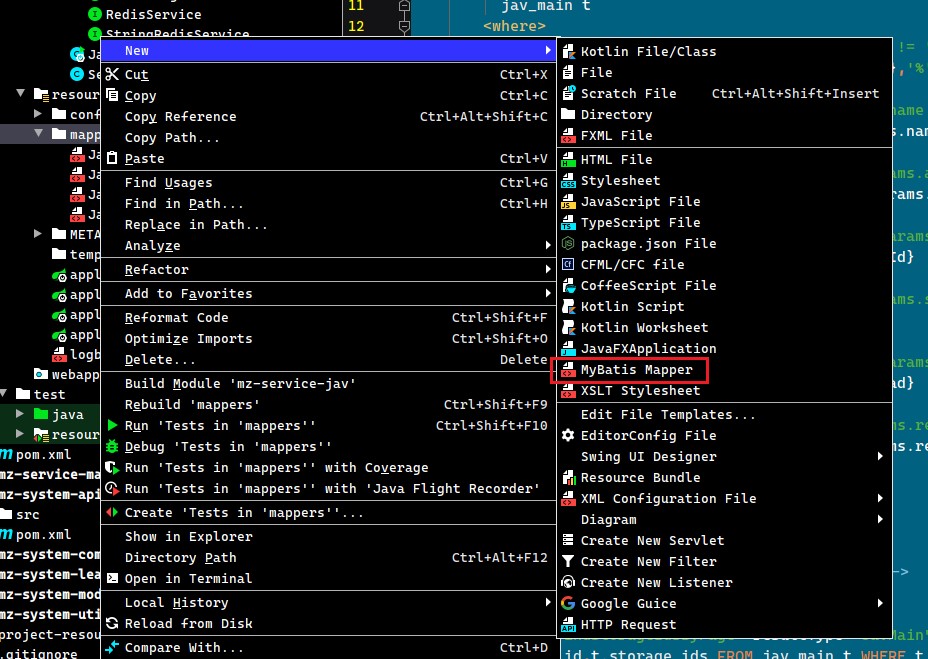 RedisService
StringRedisService
Ja
Se
resour
conf
mapp
Ja
Ja
Ja
Ja
META
temp
appl
appl
appl
appl
logb
webapp
test
java
resour
pom.xml
mz-service-ma
mz-system-api
src
pom.xml
mz-system-com
mz-system-lea
mz-system-mod
mz-system-uti
project-resou
.gitignore
11
12
jav_main t
<where>
New
Cut Ctrl+X
Copy Ctrl+C
Copy Reference Ctrl+Alt+Shift+C
Copy Path...
Paste Ctrl+V
Find Usages Ctrl+G
Find in Path... Ctrl+H
Replace in Path...
Analyze
Refactor
Add to Favorites
Reformat Code Ctrl+Shift+F
Optimize Imports Ctrl+Shift+O
Delete... Delete
Build Module 'mz-service-jav'
Rebuild 'mappers' Ctrl+Shift+F9
Run 'Tests in 'mappers'' Ctrl+Shift+F10
Debug 'Tests in 'mappers''
Run 'Tests in 'mappers'' with Coverage
Run 'Tests in 'mappers'' with 'Java Flight Recorder'
Create 'Tests in 'mappers''...
Show in Explorer
Directory Path Ctrl+Alt+F12
Open in Terminal
Local History
Reload from Disk
Compare With... Ctrl+D
Kotlin File/Class
File
Scratch File Ctrl+Alt+Shift+Insert
Directory
FXML File
HTML File
Stylesheet
JavaScript File
TypeScript File
package.json File
CFML/CFC file
CoffeeScript File
Kotlin Script
Kotlin Worksheet
JavaFXApplication
MyBatis Mapper
XSLT Stylesheet
Edit File Templates...
EditorConfig File
Swing UI Designer
Resource Bundle
XML Configuration File
Diagram
Create New Servlet
Create New Filter
Create New Listener
Google Guice
HTTP Request
!=
,'%'
name
s.nam
ms.a
rams.
arams
td}
ms.s
arams
ad}
ms.re
ms.re
->
id,t.storage_ids FROM jav_main t WHERE t